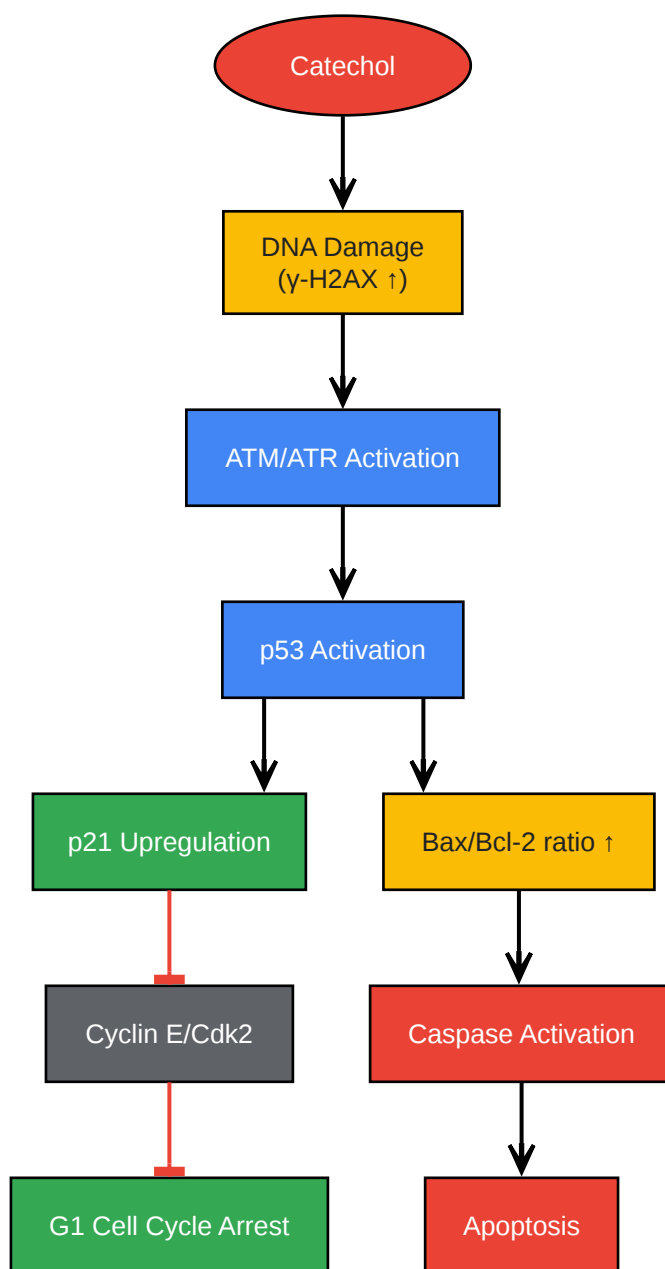 Catechol
DNA Damage
(γ-H2AX ↑)
ATM/ATR Activation
p53 Activation
p21 Upregulation
Bax/Bcl-2 ratio ↑
Cyclin E/Cdk2
Caspase Activation
G1 Cell Cycle Arrest
Apoptosis